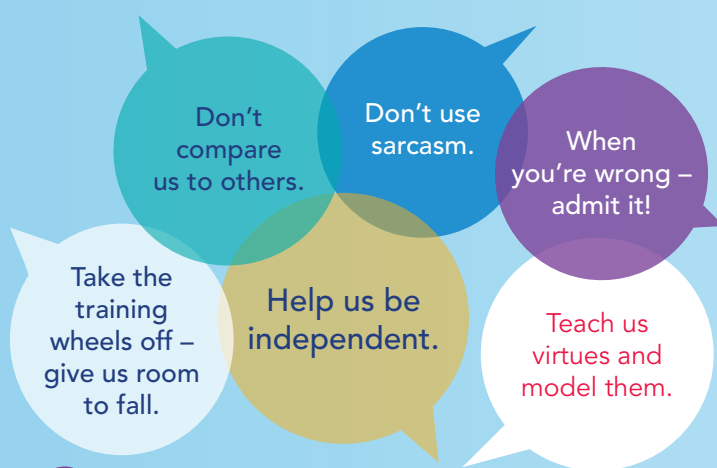 Don't
compare
us to others.
Don't use
sarcasm.
When
you're wrong –
admit it!
Take the
training
wheels off –
give us room
to fall.
Help us be
independent.
Teach us
virtues and
model them.